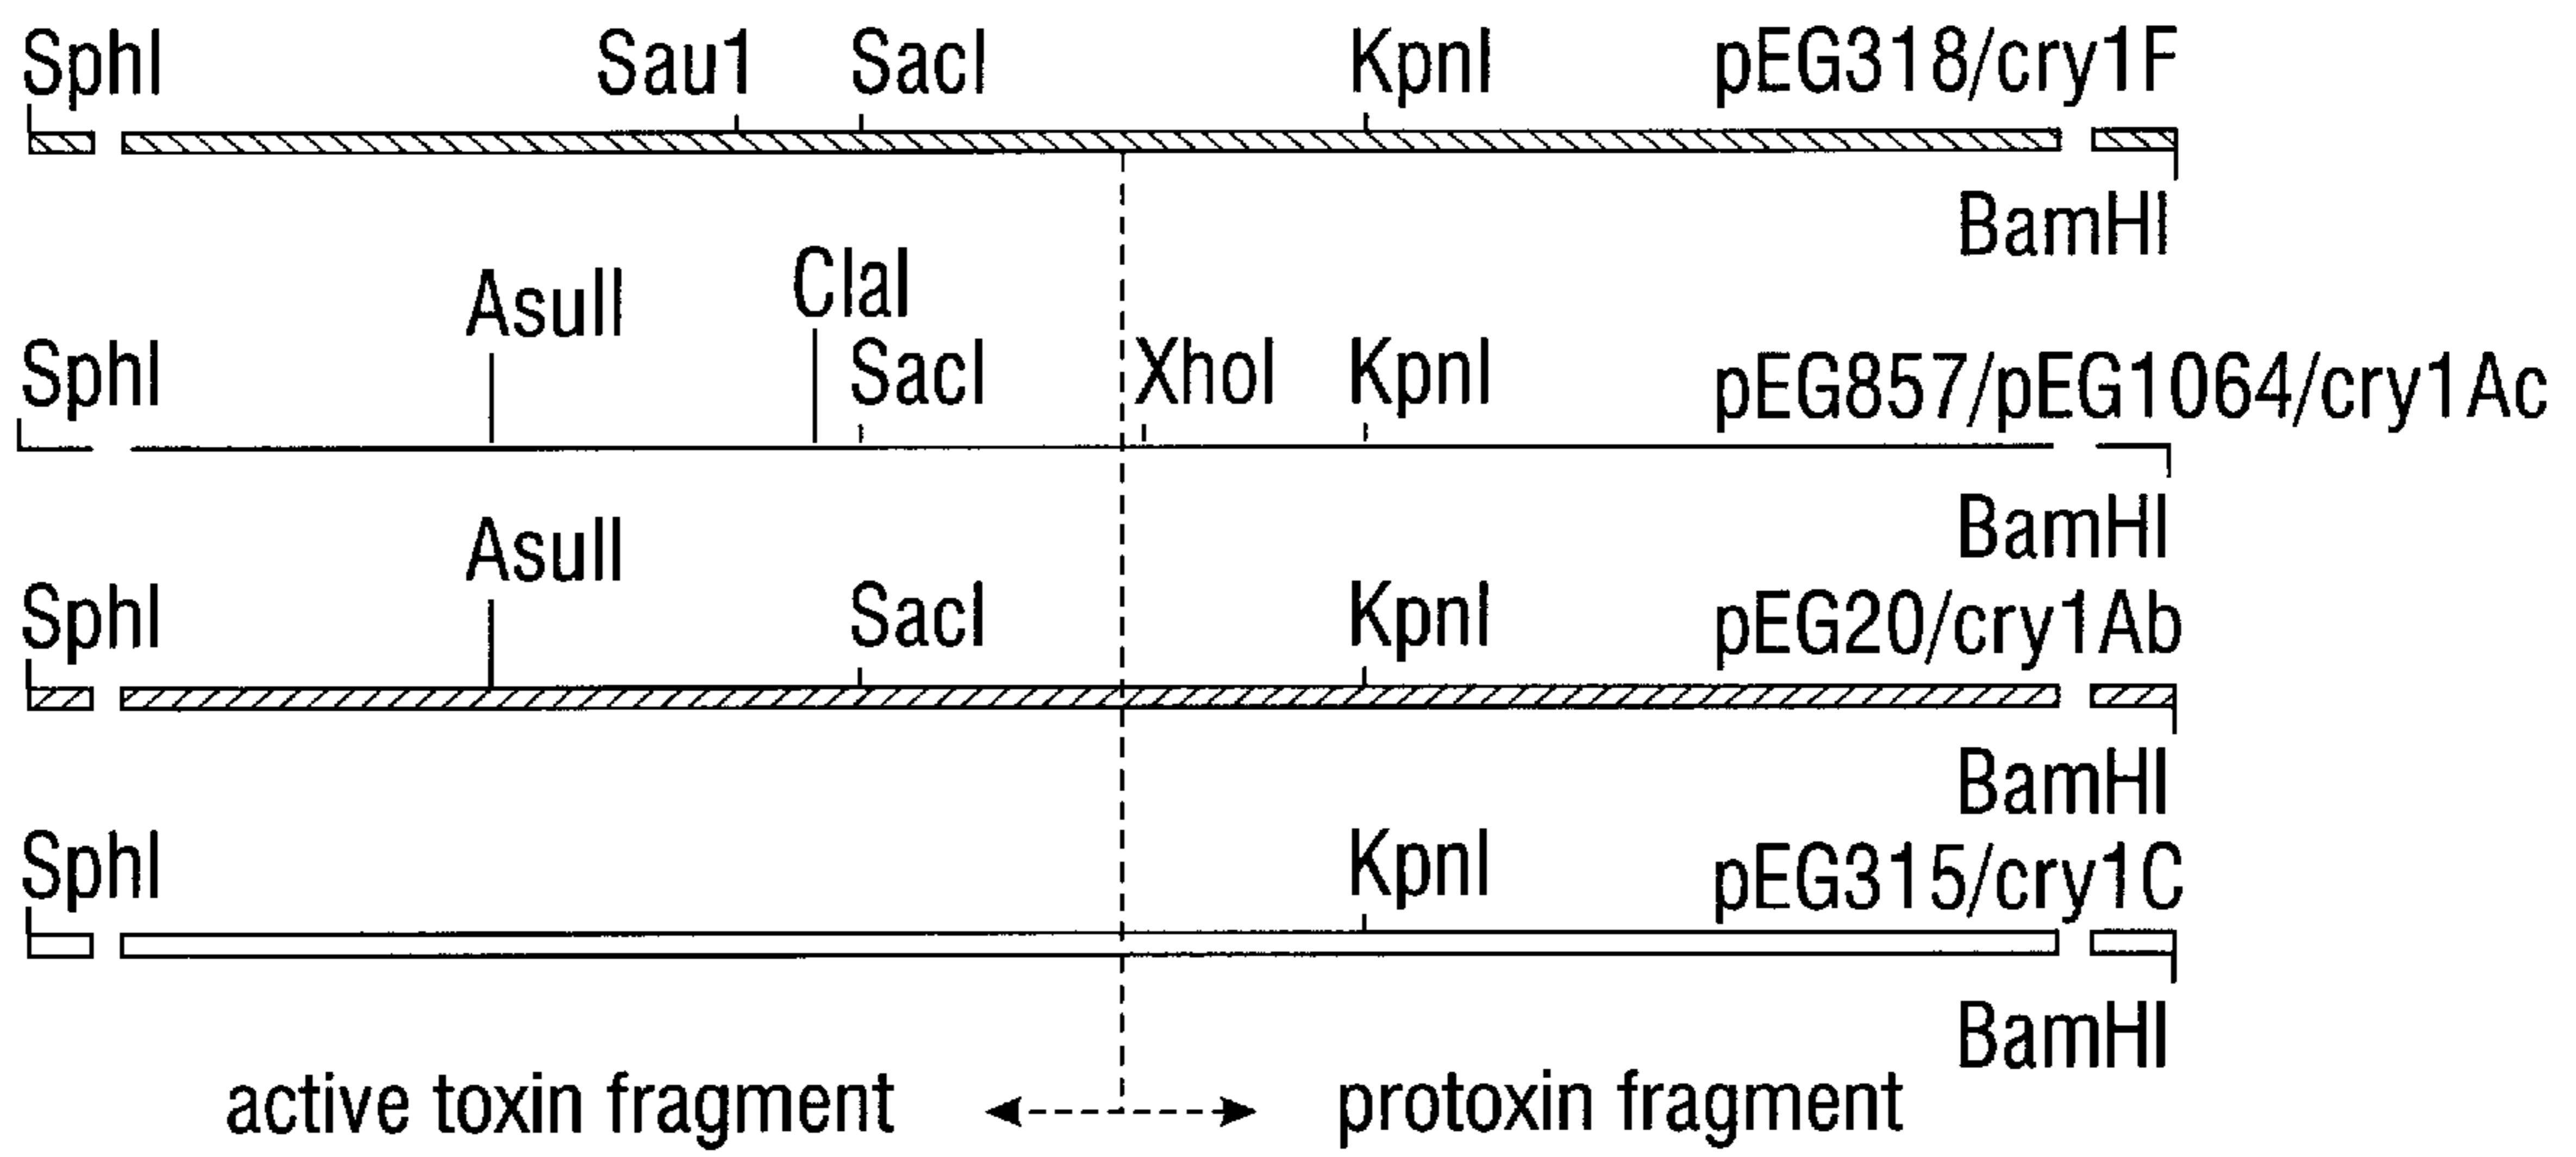 SphI Sau1 SacI KpnI pEG318/cry1F
BamHI
AsuII ClaI
SphI SacI XhoI KpnI pEG857/pEG1064/cry1Ac
BamHI
AsuII
SphI SacI KpnI pEG20/cry1Ab
BamHI
SphI KpnI pEG315/cry1C
BamHI
active toxin fragment protoxin fragment